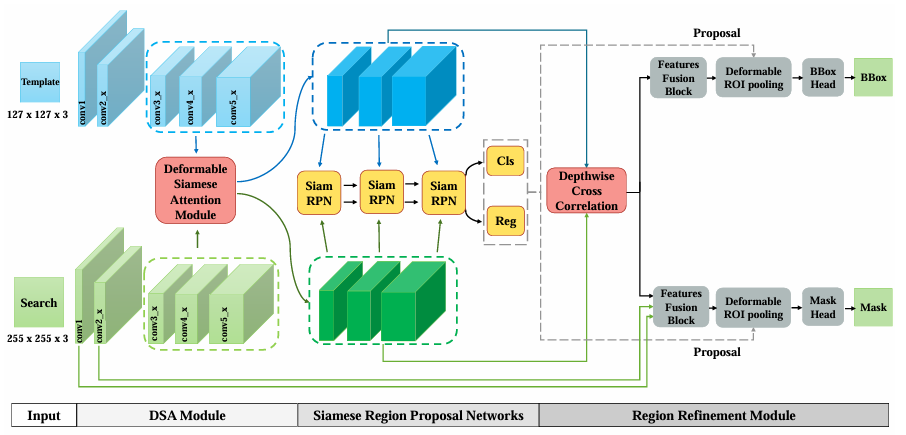 Proposal
Template
127 x 127 x 3
conv1
conv2_x
conv3_x
conv4_x
conv5_x
Features
Fusion
Block
Deformable
ROI pooling
BBox
Head
BBox
Deformable
Siamese
Attention
Module
Siam
RPN
Siam
RPN
Siam
RPN
Cls
Reg
Depthwise
Cross
Correlation
Search
255 x 255 x 3
conv1
conv2_x
conv3_x
conv4_x
conv5_x
Features
Fusion
Block
Deformable
ROI pooling
Mask
Head
Mask
Proposal
Input
DSA Module
Siamese Region Proposal Networks
Region Refinement Module